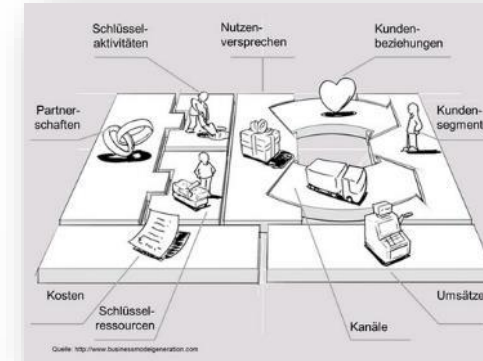 Schlüssel-
aktivitäten
Nutzen-
versprechen
Kunden-
beziehungen
Partner-
schaften
Kunden-
segment
Kosten
Schlüssel-
ressourcen
Kanäle
Umsätze
Quelle: http://www.businessmodelgeneration.com